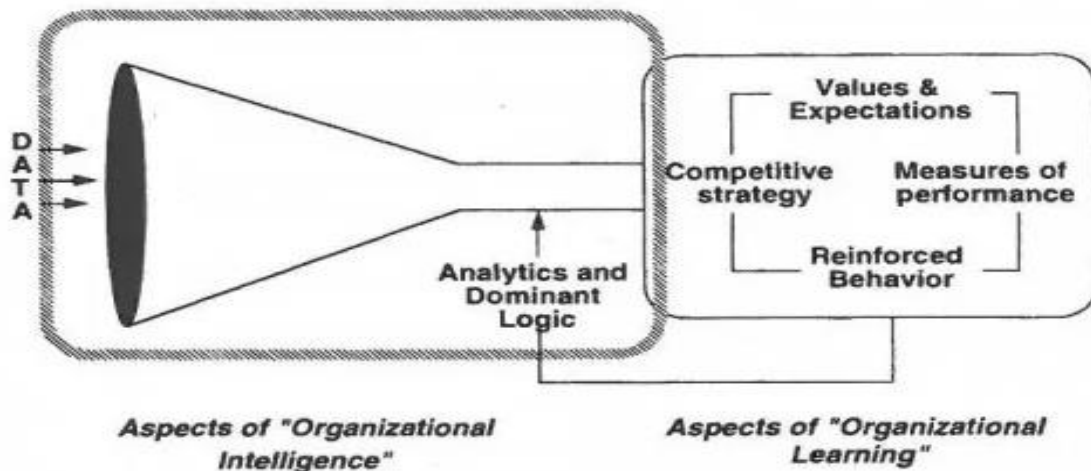 DATA
Values &
Expectations
Competitive
strategy
Measures of
performance
Reinforced
Behavior
Analytics and
Dominant
Logic
Aspects of "Organizational
Intelligence"
Aspects of "Organizational
Learning"